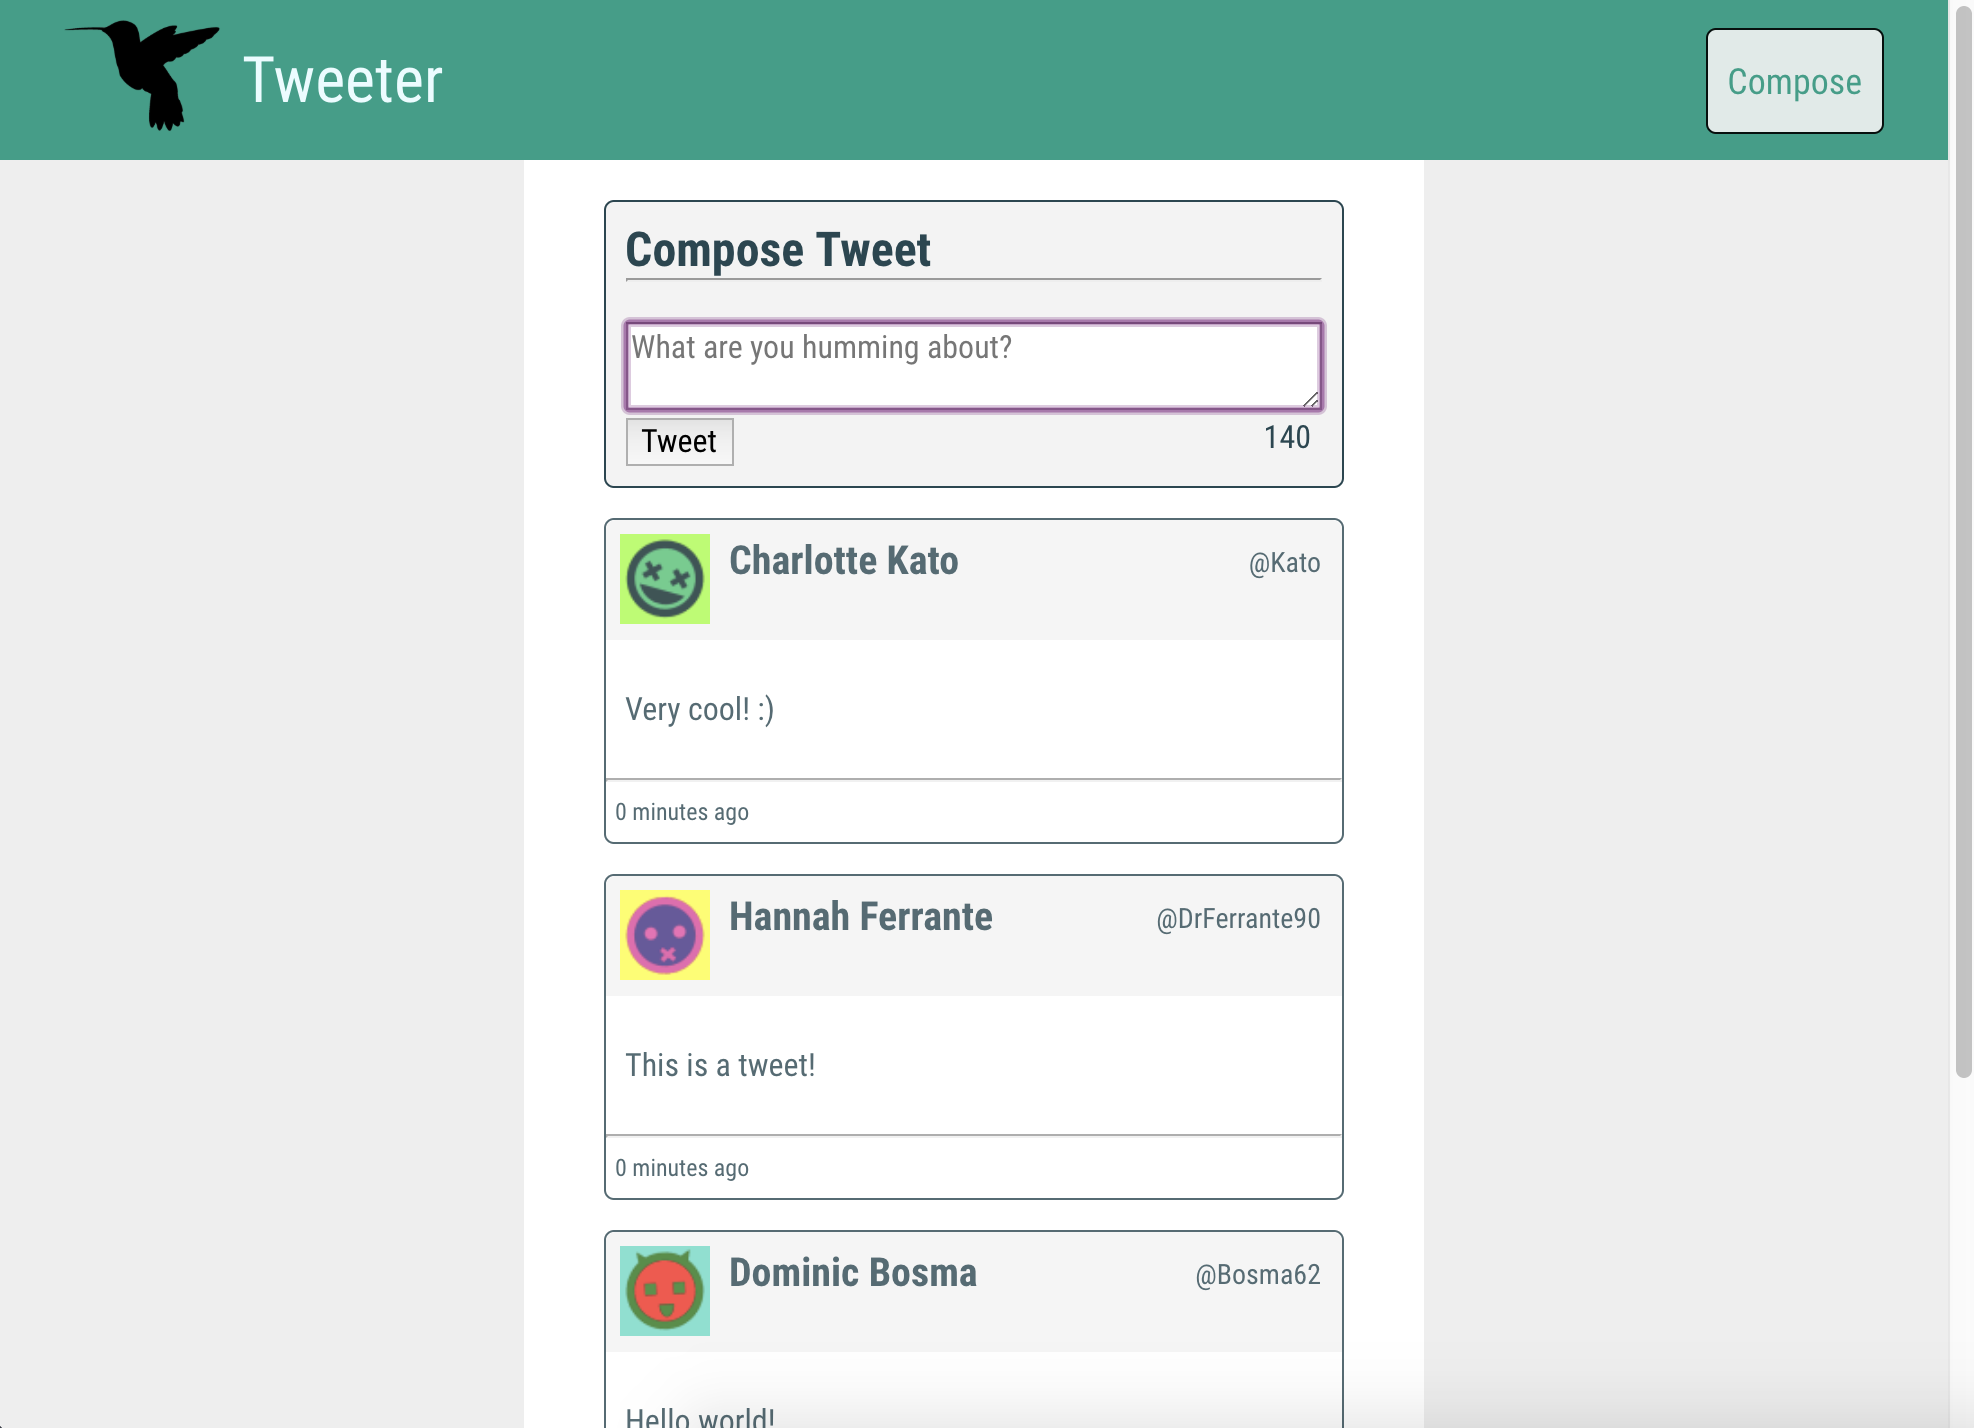 Tweeter
Compose
Compose Tweet
What are you humming about?
Tweet
140
Charlotte Kato
@Kato
Very cool! :)
0 minutes ago
Hannah Ferrante
@DrFerrante90
This is a tweet!
0 minutes ago
Dominic Bosma
@Bosma62
Hello world!